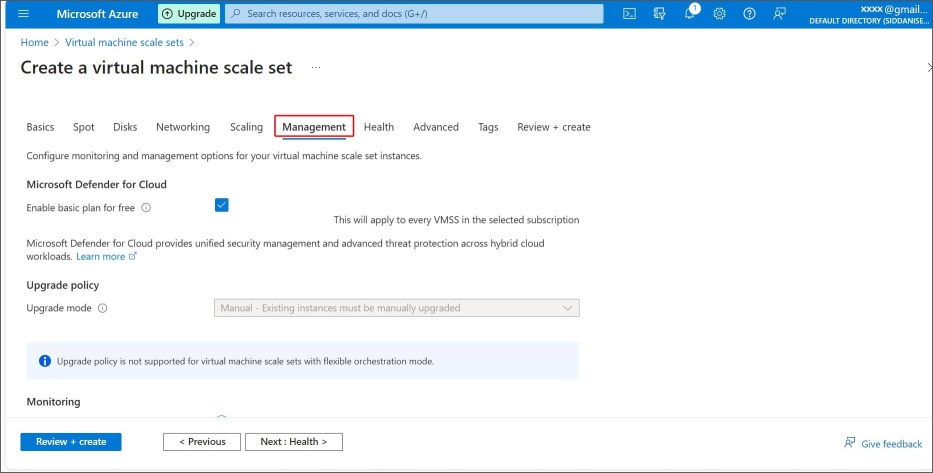 Microsoft Azure
Upgrade
Search resources, services, and docs (G+/)
1
xxxx @gmail...
DEFAULT DIRECTORY (SIDDANISE...
Home > Virtual machine scale sets >
Create a virtual machine scale set ...
Basics Spot Disks Networking Scaling Management Health Advanced Tags Review + create
Configure monitoring and management options for your virtual machine scale set instances.
Microsoft Defender for Cloud
Enable basic plan for free
This will apply to every VMSS in the selected subscription
Microsoft Defender for Cloud provides unified security management and advanced threat protection across hybrid cloud
workloads. Learn more
Upgrade policy
Upgrade mode
Manual - Existing instances must be manually upgraded
Upgrade policy is not supported for virtual machine scale sets with flexible orchestration mode.
Monitoring
Review + create
< Previous
Next : Health >
Give feedback